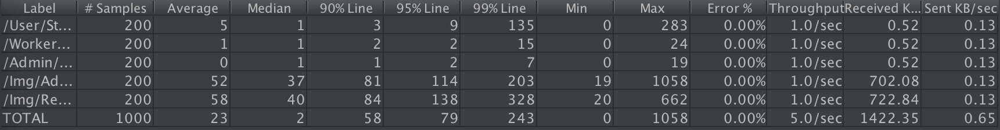 Label # Samples Average Median 90% Line 95% Line 99% Line Min Max Error % Throughput Received K... Sent KB/sec
/User/St... 200 5 1 3 9 135 0 283 0.00% 1.0/sec 0.52 0.13
/Worker... 200 1 1 2 2 15 0 24 0.00% 1.0/sec 0.52 0.13
/Admin/... 200 0 1 1 2 7 0 19 0.00% 1.0/sec 0.52 0.13
/Img/Ad... 200 52 37 81 114 203 19 1058 0.00% 1.0/sec 702.08 0.13
/Img/Re... 200 58 40 84 138 328 20 662 0.00% 1.0/sec 722.84 0.13
TOTAL 1000 23 2 58 79 243 0 1058 0.00% 5.0/sec 1422.35 0.65